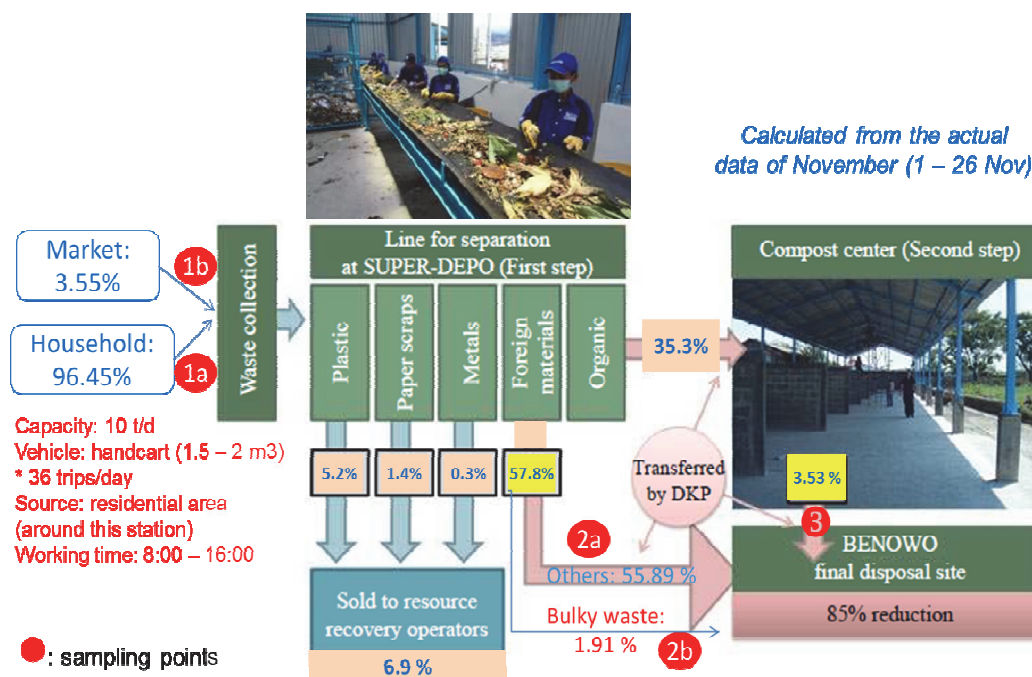 Calculated from the actual
data of November (1 – 26 Nov)
Market:
3.55%
1b
Household:
96.45%
1a
Waste collection
Line for separation
at SUPER-DEPO (First step)
Plastic
Paper scraps
Metals
Foreign
materials
Organic
35.3%
Compost center (Second step)
Capacity: 10 t/d
Vehicle: handcart (1.5 – 2 m3)
* 36 trips/day
Source: residential area
(around this station)
Working time: 8:00 – 16:00
5.2%
1.4%
0.3%
57.8%
Transferred
by DKP
3.53 %
3
2a
Others: 55.89 %
BENOWO
final disposal site
85% reduction
Sold to resource
recovery operators
6.9 %
Bulky waste:
1.91 %
2b
: sampling points